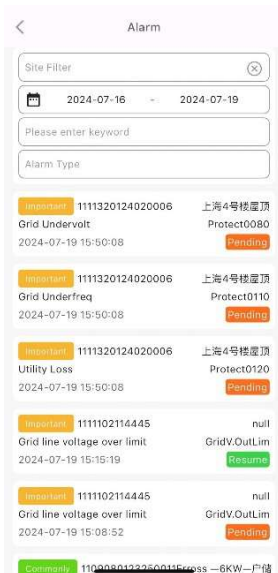 Alarm
Site Filter
2024-07-16 - 2024-07-19
Please enter keyword
Alarm Type
Important 1111320124020006 上海4号楼屋顶
Grid Undervolt Protect0080
2024-07-19 15:50:08 Pending
Important 1111320124020006 上海4号楼屋顶
Grid Underfreq Protect0110
2024-07-19 15:50:08 Pending
Important 1111320124020006 上海4号楼屋顶
Utility Loss Protect0120
2024-07-19 15:50:08 Pending
Important 1111102114445 null
Grid line voltage over limit GridV.OutLim
2024-07-19 15:15:19 Resume
Important 1111102114445 null
Grid line voltage over limit GridV.OutLim
2024-07-19 15:08:52 Pending
Commonly —6KW—户储